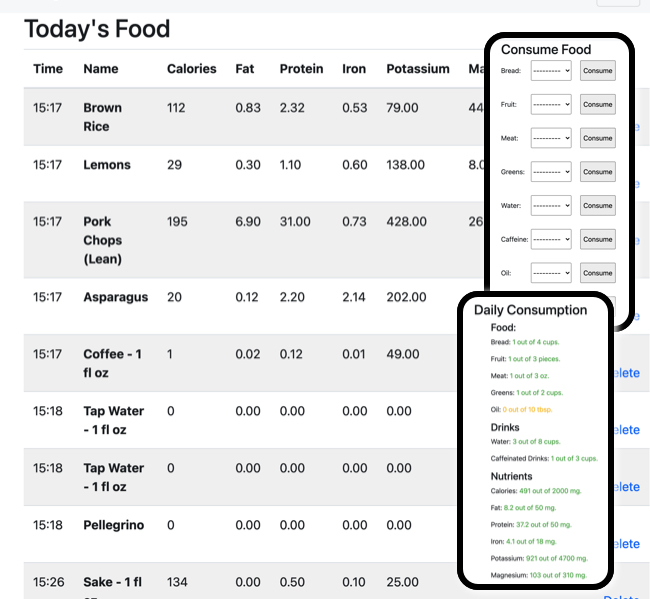 Today's Food
Time Name Calories Fat Protein Iron Potassium Ma
15:17 Brown Rice 112 0.83 2.32 0.53 79.00 44
15:17 Lemons 29 0.30 1.10 0.60 138.00 8.0
15:17 Pork Chops (Lean) 195 6.90 31.00 0.73 428.00 26
15:17 Asparagus 20 0.12 2.20 2.14 202.00
15:17 Coffee - 1 fl oz 1 0.02 0.12 0.01 49.00 elete
15:18 Tap Water - 1 fl oz 0 0.00 0.00 0.00 0.00 elete
15:18 Tap Water - 1 fl oz 0 0.00 0.00 0.00 0.00 elete
15:18 Pellegrino 0 0.00 0.00 0.00 0.00 elete
15:26 Sake - 1 fl 134 0.00 0.50 0.10 25.00
Consume Food
Bread: --------- Consume
Fruit: --------- Consume
Meat: --------- Consume
Greens: --------- Consume
Water: --------- Consume
Caffeine: --------- Consume
Oil: --------- Consume
Daily Consumption
Food:
Bread: 1 out of 4 cups.
Fruit: 1 out of 3 pieces.
Meat: 1 out of 3 oz.
Greens: 1 out of 2 cups.
Oil: 0 out of 10 tbsp.
Drinks
Water: 3 out of 8 cups.
Caffeinated Drinks: 1 out of 3 cups.
Nutrients
Calories: 491 out of 2000 mg.
Fat: 8.2 out of 50 mg.
Protein: 37.2 out of 50 mg.
Iron: 4.1 out of 18 mg.
Potassium: 921 out of 4700 mg.
Magnesium: 103 out of 310 mg.